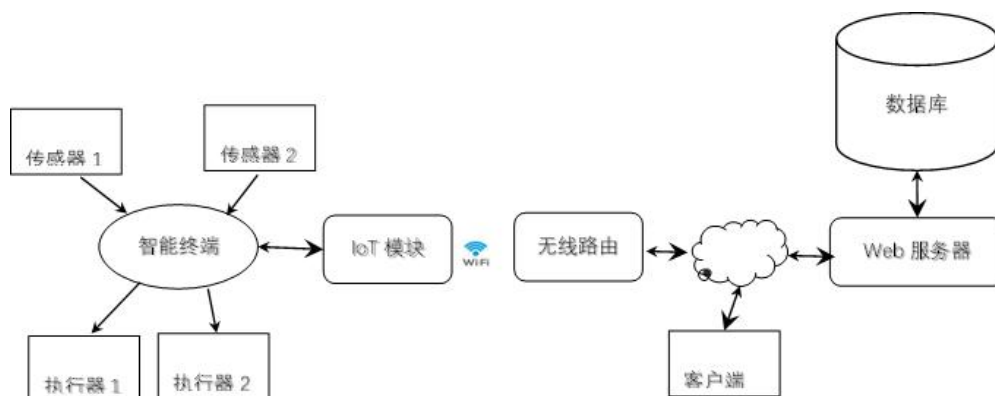 数据库
传感器 1
传感器 2
智能终端
IoT 模块
WiFi
无线路由
Web 服务器
执行器 1
执行器 2
客户端